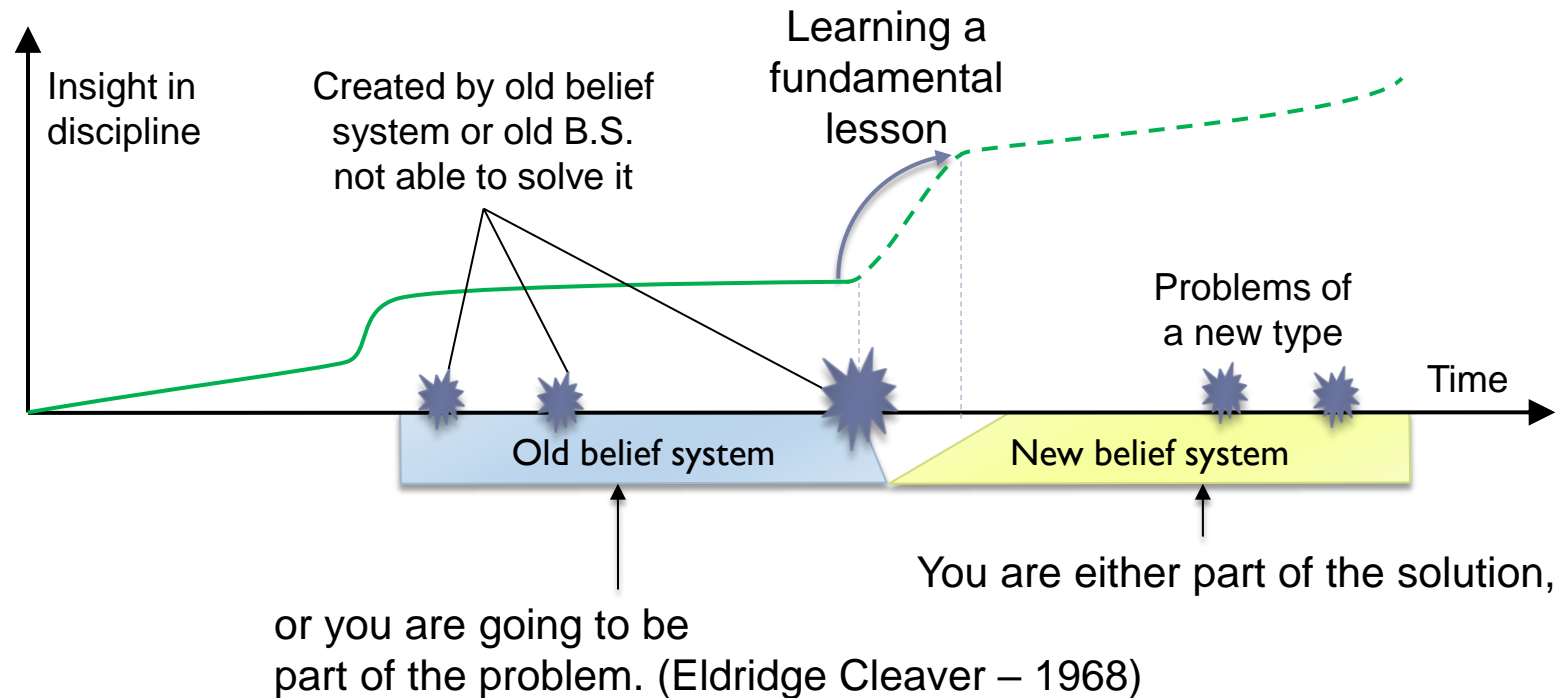 Learning a
fundamental
lesson
Insight in
discipline
Created by old belief
system or old B.S.
not able to solve it
Problems of
a new type
Time
Old belief system
New belief system
You are either part of the solution,
or you are going to be
part of the problem. (Eldridge Cleaver – 1968)